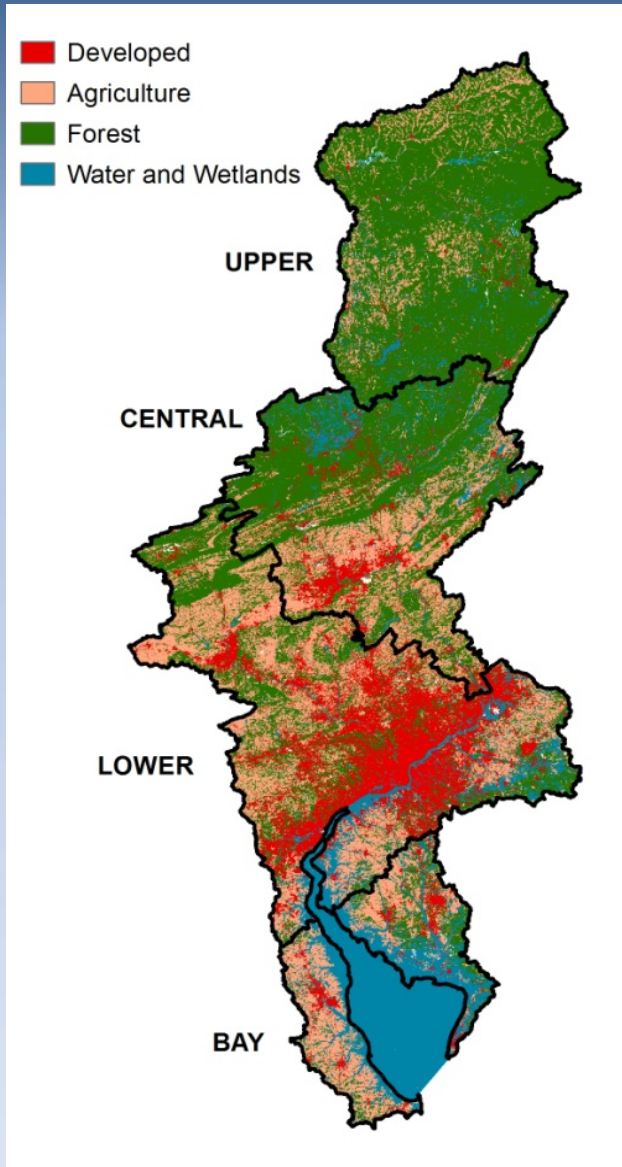 Developed
Agriculture
Forest
Water and Wetlands
UPPER
CENTRAL
LOWER
BAY